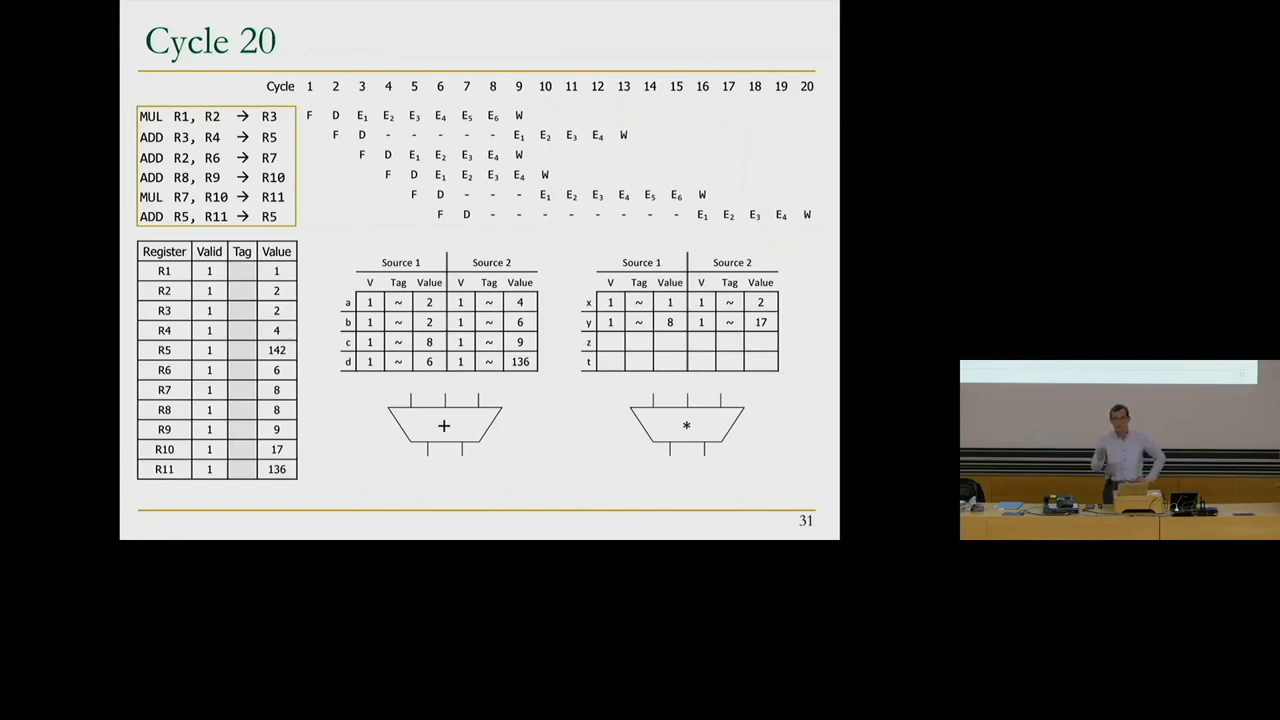 Cycle 20
Cycle 1 2 3 4 5 6 7 8 9 10 11 12 13 14 15 16 17 18 19 20
MUL R1, R2 → R3 F D E₁ E₂ E₃ E₄ E₅ E₆ W
ADD R3, R4 → R5 F D - - - - - E₁ E₂ E₃ E₄ W
ADD R2, R6 → R7 F D E₁ E₂ E₃ E₄ W
ADD R8, R9 → R10 F D E₁ E₂ E₃ E₄ W
MUL R7, R10 → R11 F D - - - E₁ E₂ E₃ E₄ E₅ E₆ W
ADD R5, R11 → R5 F D - - - - - - - - E₁ E₂ E₃ E₄ W
Register Valid Tag Value
R1 1 1
R2 1 2
R3 1 2
R4 1 4
R5 1 142
R6 1 6
R7 1 8
R8 1 8
R9 1 9
R10 1 17
R11 1 136
Source 1 Source 2
V Tag Value V Tag Value
a 1 ~ 2 1 ~ 4
b 1 ~ 2 1 ~ 6
c 1 ~ 8 1 ~ 9
d 1 ~ 6 1 ~ 136
+
Source 1 Source 2
V Tag Value V Tag Value
x 1 ~ 1 1 ~ 2
y 1 ~ 8 1 ~ 17
z
t
*
31